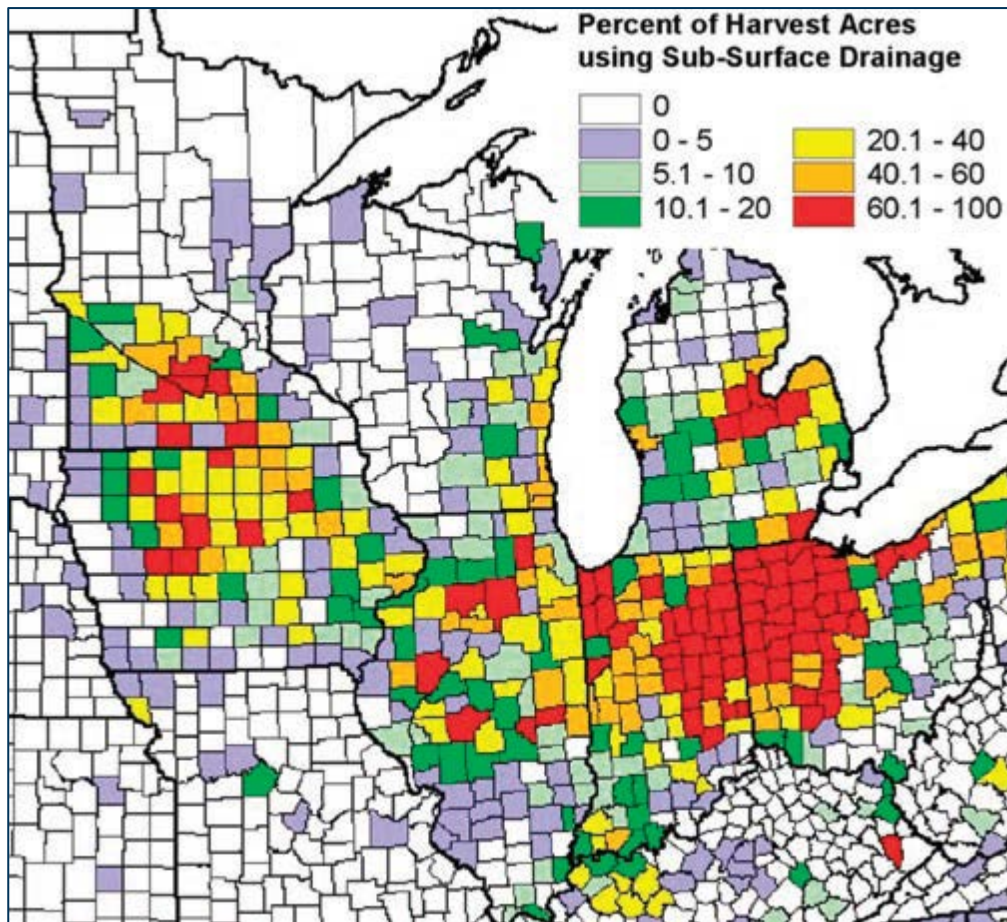 Percent of Harvest Acres
using Sub-Surface Drainage
0
0 - 5
5.1 - 10
10.1 - 20
20.1 - 40
40.1 - 60
60.1 - 100